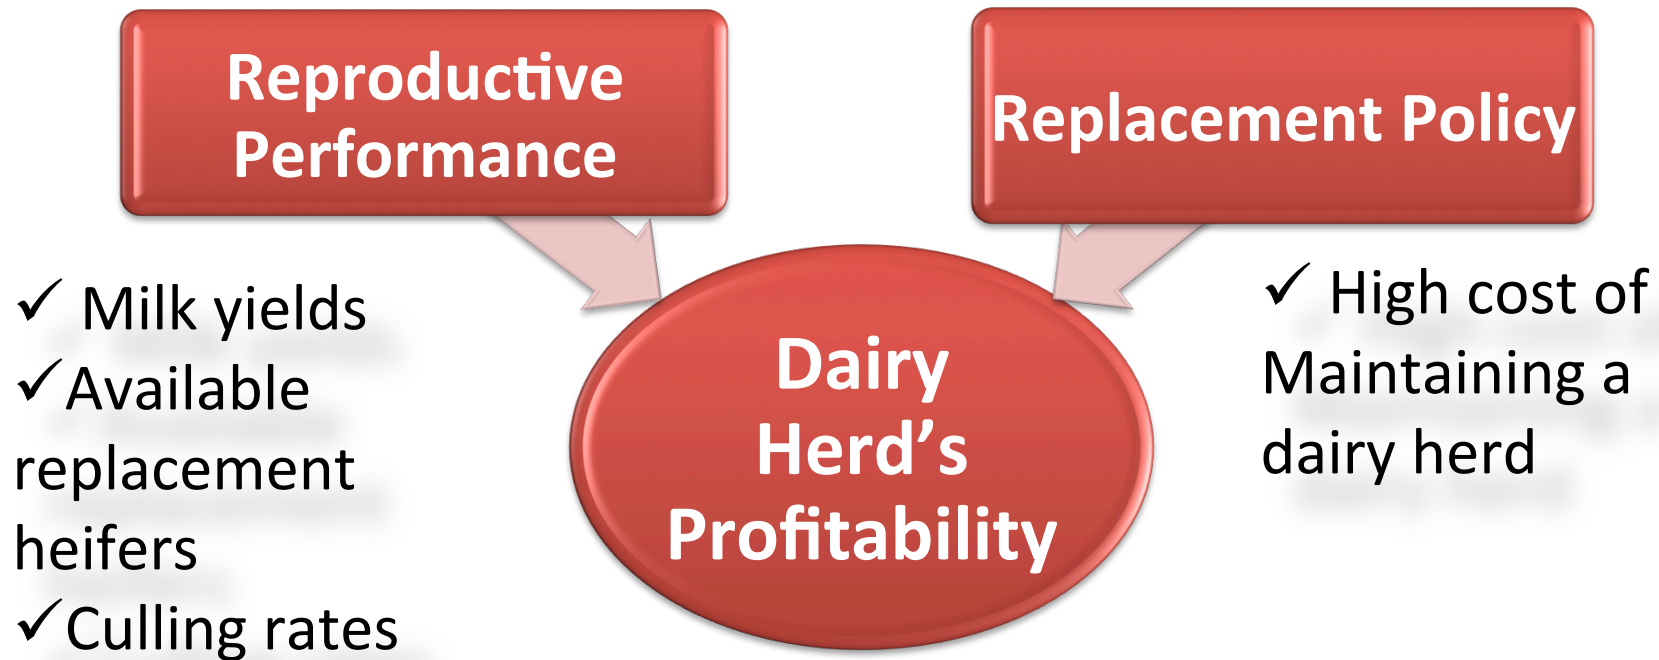 Reproductive
Performance
Replacement Policy
✓ Milk yields
✓Available
replacement
heifers
✓Culling rates
Dairy
Herd’s
Profitability
✓ High cost of
Maintaining a
dairy herd